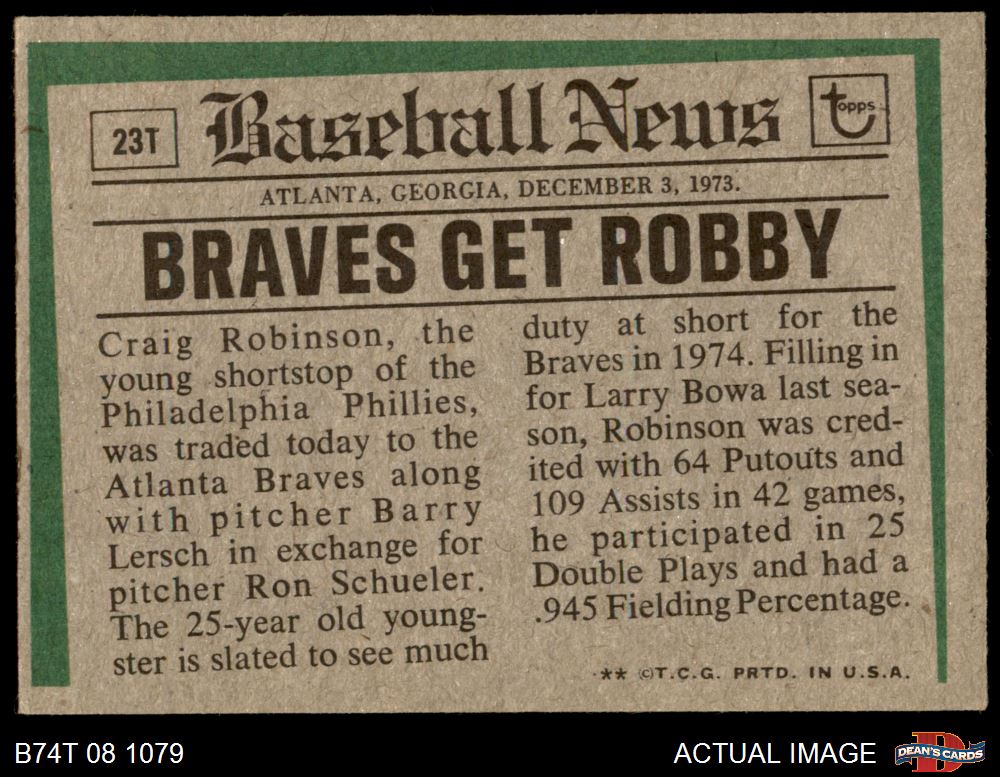 23T
Baseball News
topps
ATLANTA, GEORGIA, DECEMBER 3, 1973.
BRAVES GET ROBBY
Craig Robinson, the
young shortstop of the
Philadelphia Phillies,
was traded today to the
Atlanta Braves along
with pitcher Barry
Lersch in exchange for
pitcher Ron Schueler.
The 25-year old young-
ster is slated to see much
duty at short for the
Braves in 1974. Filling in
for Larry Bowa last sea-
son, Robinson was cred-
ited with 64 Putouts and
109 Assists in 42 games,
he participated in 25
Double Plays and had a
.945 Fielding Percentage.
** ©T.C.G. PRTD. IN U.S.A.
B74T 08 1079
ACTUAL IMAGE
DEAN'S CARDS